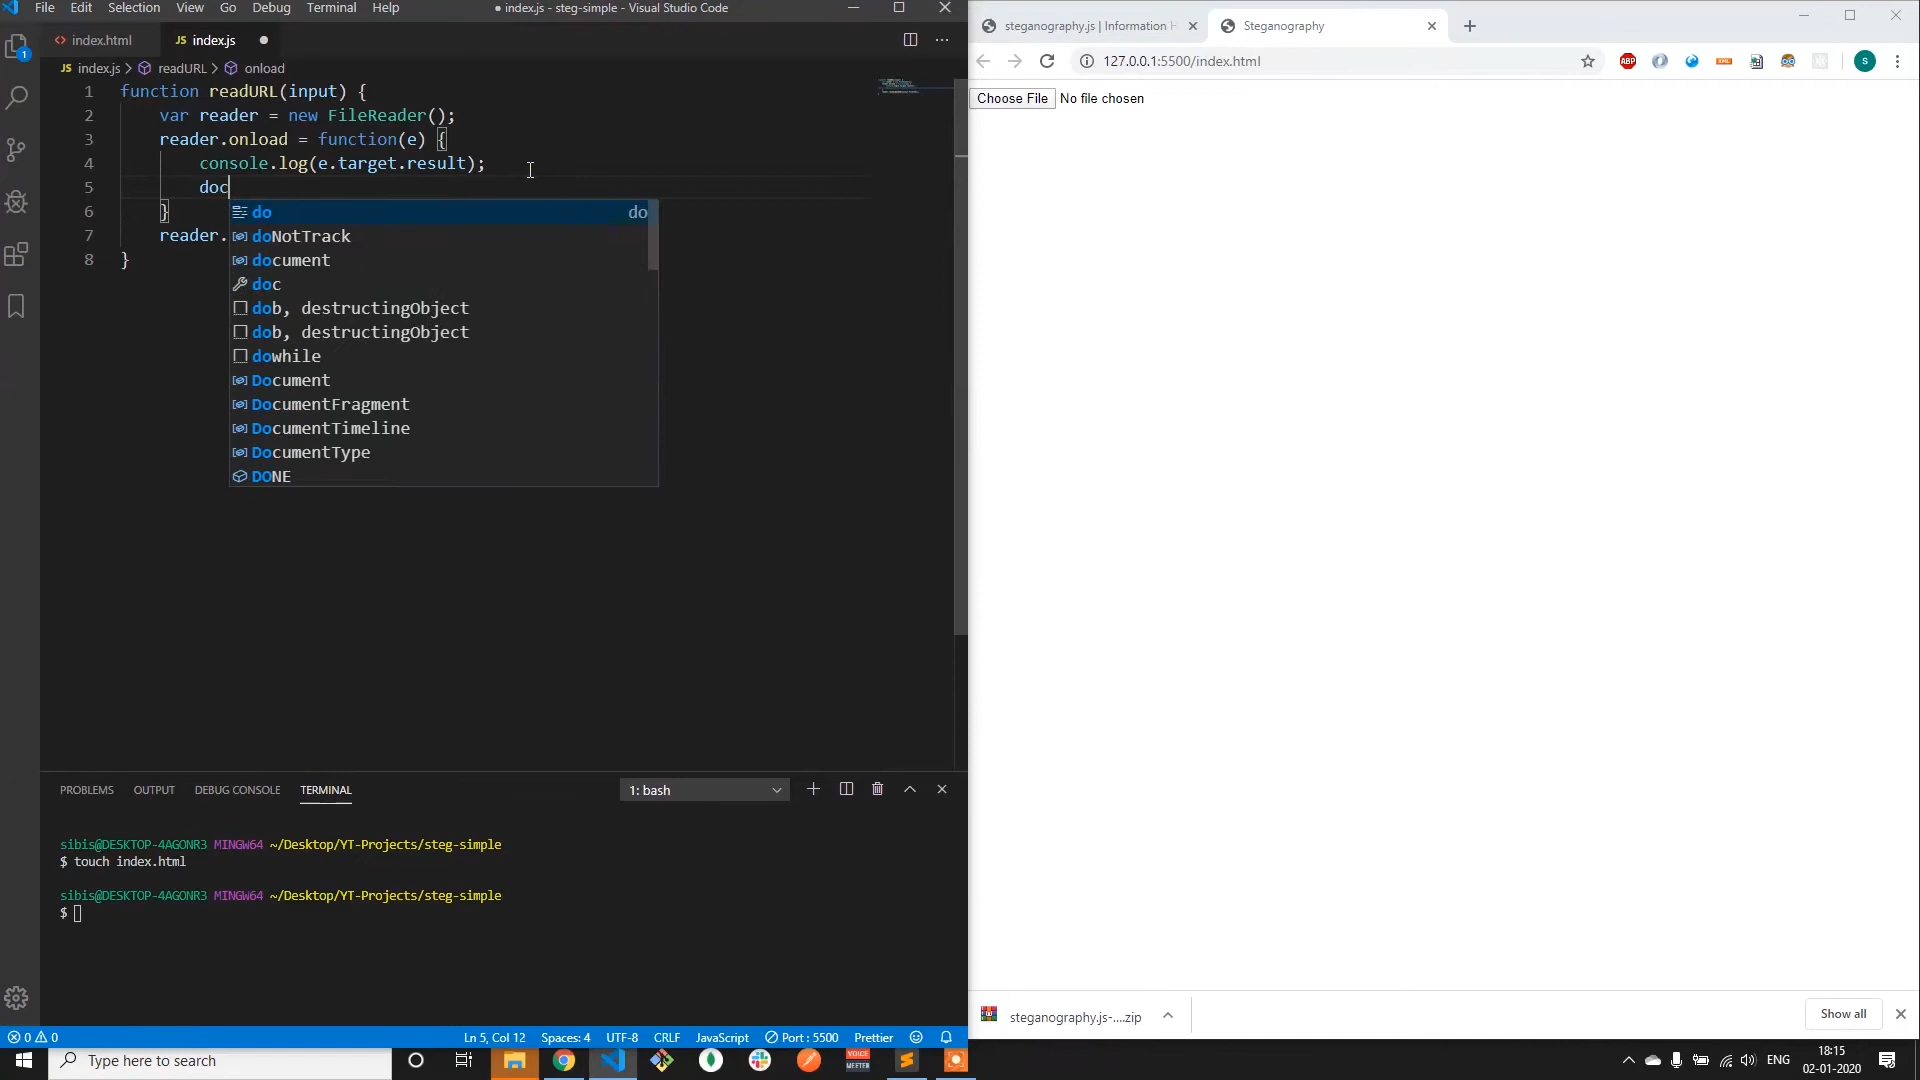 File Edit Selection View Go Debug Terminal Help
● index.js - steg-simple - Visual Studio Code
index.html
JS index.js ●
JS index.js > readURL > onload
1 function readURL(input) {
2 var reader = new FileReader();
3 reader.onload = function(e) {
4 console.log(e.target.result);
5 doc
6 }
7 reader.
8 }
do do
doNotTrack
document
doc
dob, destructingObject
dob, destructingObject
dowhile
Document
DocumentFragment
DocumentTimeline
DocumentType
DONE
PROBLEMS OUTPUT DEBUG CONSOLE TERMINAL 1: bash
sibis@DESKTOP-4AGONR3 MINGW64 ~/Desktop/YT-Projects/steg-simple
$ touch index.html
sibis@DESKTOP-4AGONR3 MINGW64 ~/Desktop/YT-Projects/steg-simple
$
0 0 Ln 5, Col 12 Spaces: 4 UTF-8 CRLF JavaScript Port : 5500 Prettier
steganography.js | Information
Steganography
127.0.0.1:5500/index.html
ABP
S
Choose File No file chosen
steganography.js-....zip
Show all
Type here to search
VOICE
MEETER
ENG
18:15
02-01-2020